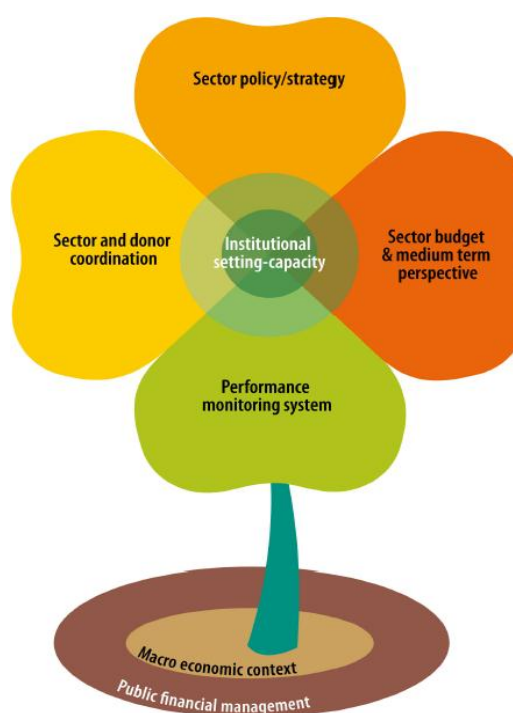 Sector policy/strategy
Sector and donor
coordination
Institutional
setting-capacity
Sector budget
& medium term
perspective
Performance
monitoring system
Macro economic context
Public financial management